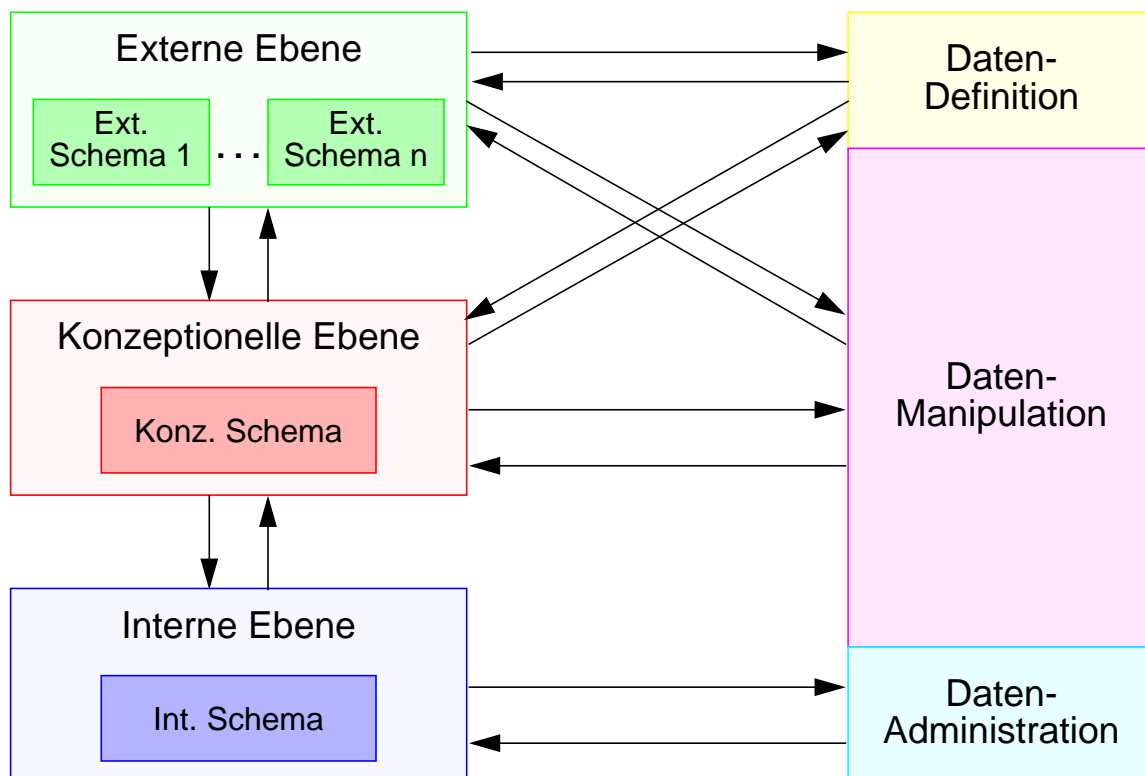 Externe Ebene
Ext.
Schema 1
. . .
Ext.
Schema n
Konzeptionelle Ebene
Konz. Schema
Interne Ebene
Int. Schema
Daten-
Definition
Daten-
Manipulation
Daten-
Administration